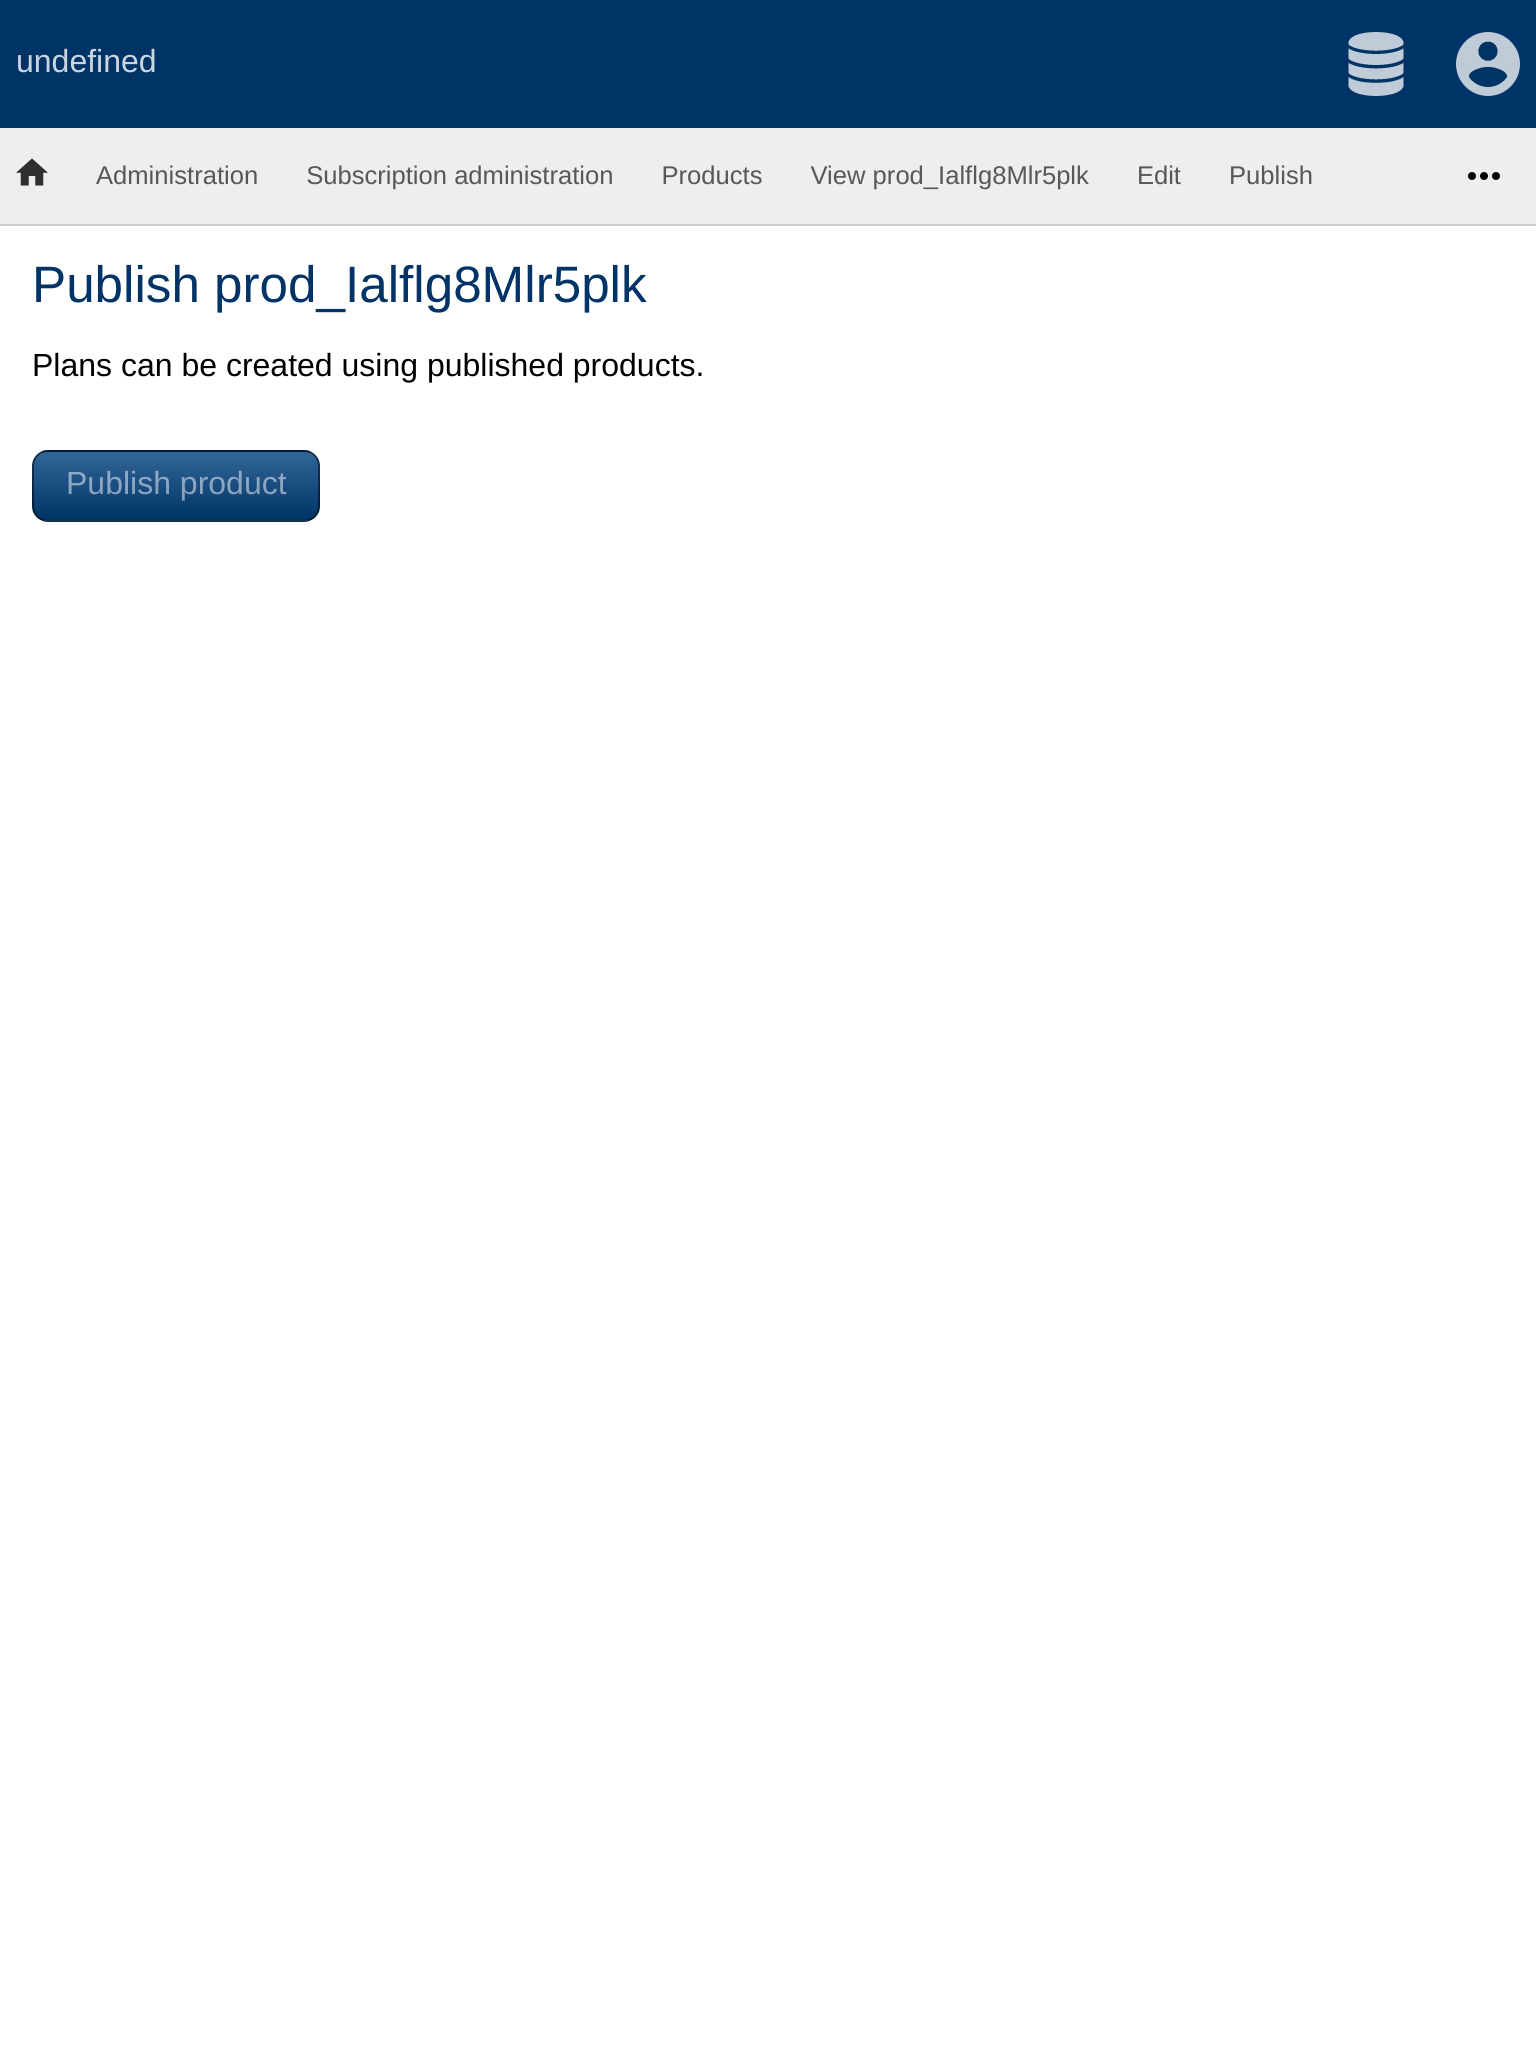 undefined
Administration Subscription administration Products View prod_Ialflg8Mlr5plk Edit Publish
Publish prod_Ialflg8Mlr5plk
Plans can be created using published products.
Publish product